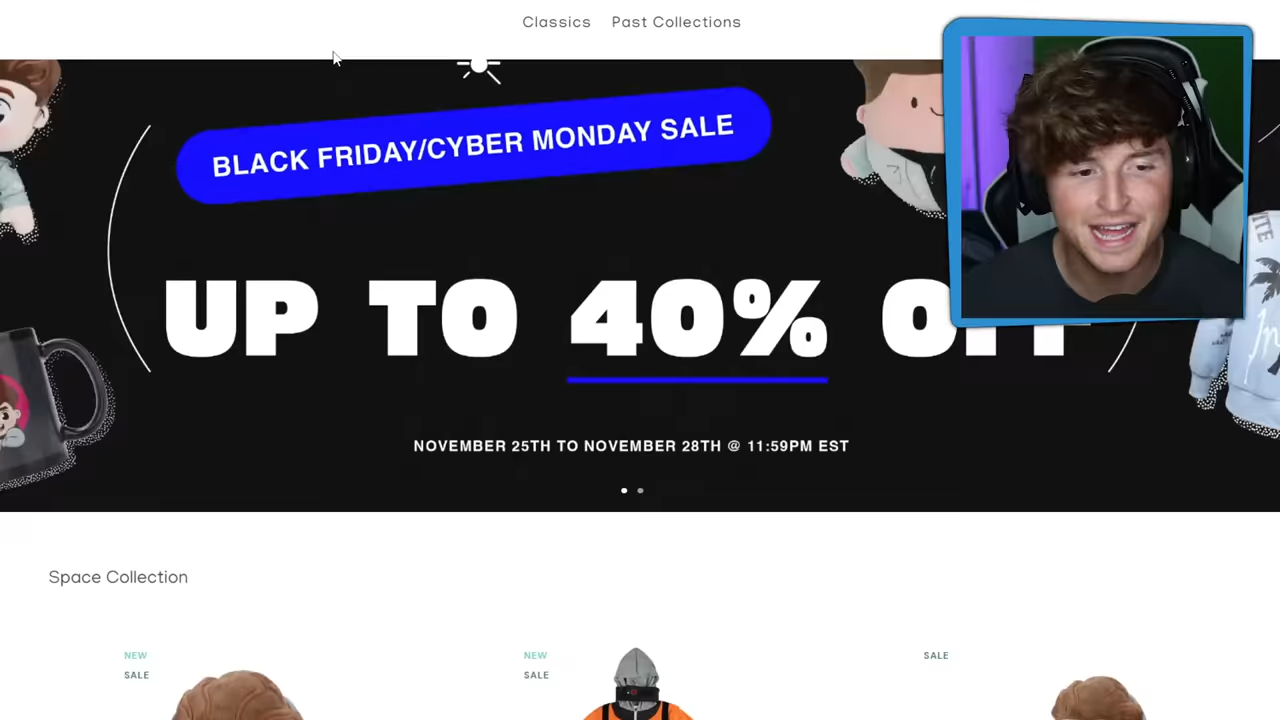 Classics Past Collections
BLACK FRIDAY/CYBER MONDAY SALE
UP TO 40% OFF
NOVEMBER 25TH TO NOVEMBER 28TH @ 11:59PM EST
Space Collection
NEW NEW SALE
SALE SALE